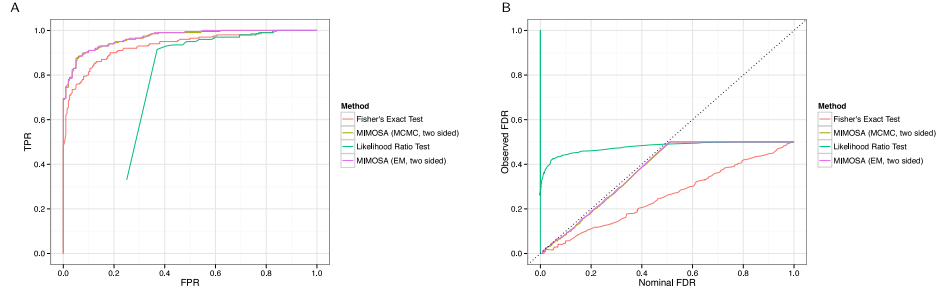 A
B
1.0
0.8
0.6
0.4
0.2
0.0
TPR
0.0
0.2
0.4
0.6
0.8
1.0
FPR
Method
Fisher's Exact Test
MIMOSA (MCMC, two sided)
Likelihood Ratio Test
MIMOSA (EM, two sided)
1.0
0.8
0.6
0.4
0.2
0.0
Observed FDR
0.0
0.2
0.4
0.6
0.8
1.0
Nominal FDR
Method
Fisher's Exact Test
MIMOSA (MCMC, two sided)
Likelihood Ratio Test
MIMOSA (EM, two sided)